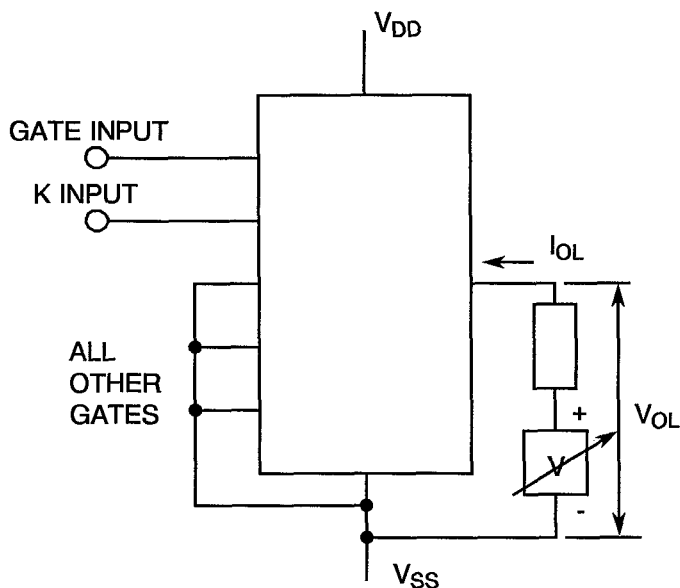 VDD
GATE INPUT
K INPUT
IOL
ALL
OTHER
GATES
+
VOL
V
-
VSS